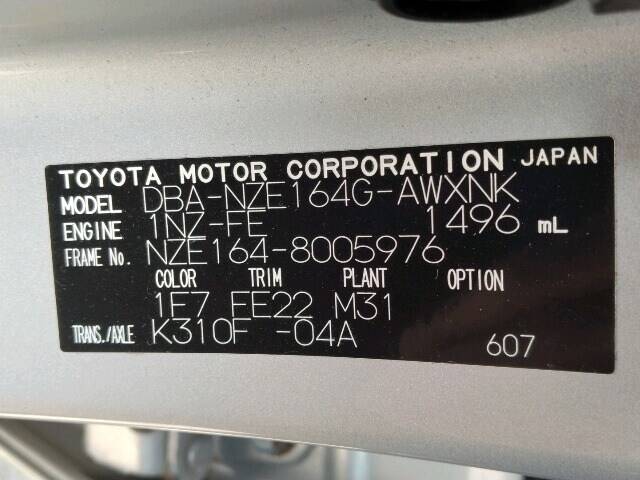 TOYOTA MOTOR CORPORATION JAPAN
MODEL DBA-NZE164G-AWXNK
ENGINE 1NZ-FE 1496 mL
FRAME No. NZE164-8005976
COLOR TRIM PLANT OPTION
1F7 FE22 M31
TRANS./AXLE K310F -04A
607